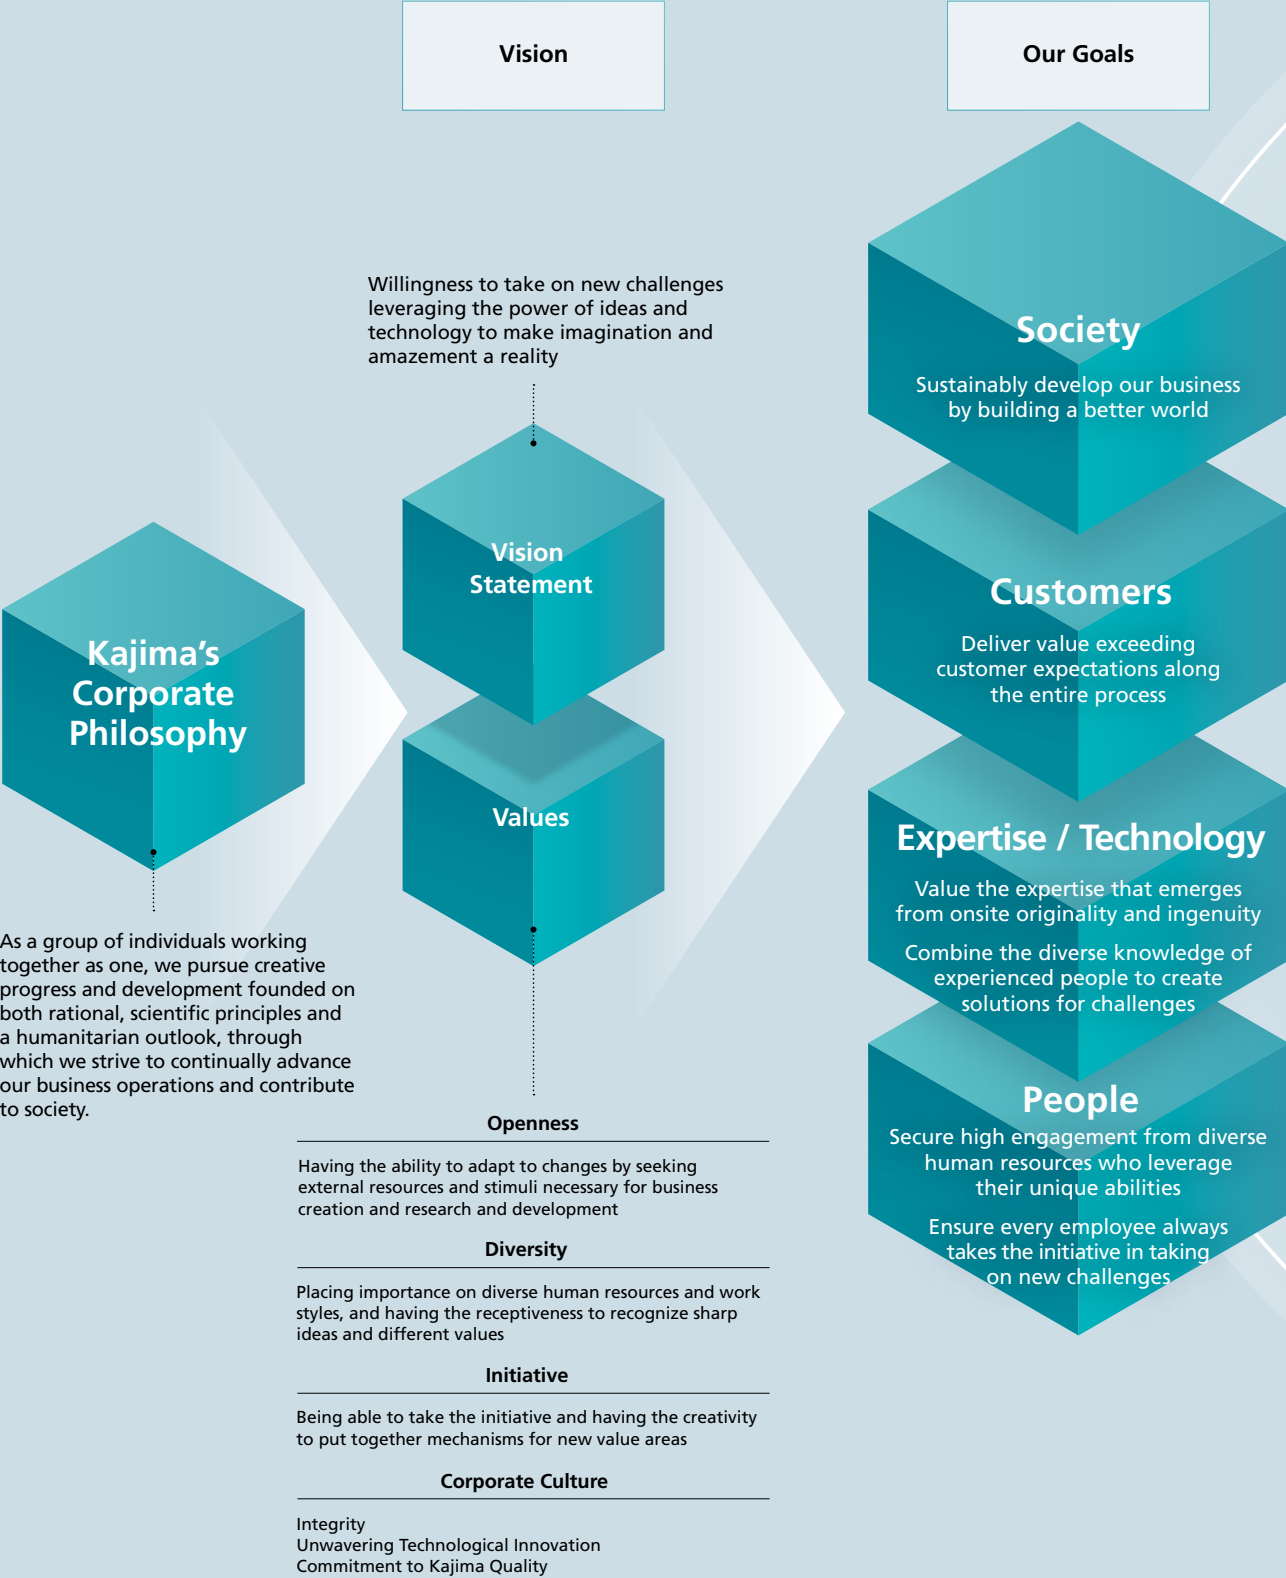 Vision
Our Goals
Kajima’s
Corporate
Philosophy
As a group of individuals working
together as one, we pursue creative
progress and development founded on
both rational, scientific principles and
a humanitarian outlook, through
which we strive to continually advance
our business operations and contribute
to society.
Willingness to take on new challenges
leveraging the power of ideas and
technology to make imagination and
amazement a reality
Vision
Statement
Values
Openness
Having the ability to adapt to changes by seeking
external resources and stimuli necessary for business
creation and research and development
Diversity
Placing importance on diverse human resources and work
styles, and having the receptiveness to recognize sharp
ideas and different values
Initiative
Being able to take the initiative and having the creativity
to put together mechanisms for new value areas
Corporate Culture
Integrity
Unwavering Technological Innovation
Commitment to Kajima Quality
Society
Sustainably develop our business
by building a better world
Customers
Deliver value exceeding
customer expectations along
the entire process
Expertise / Technology
Value the expertise that emerges
from onsite originality and ingenuity
Combine the diverse knowledge of
experienced people to create
solutions for challenges
People
Secure high engagement from diverse
human resources who leverage
their unique abilities
Ensure every employee always
takes the initiative in taking
on new challenges